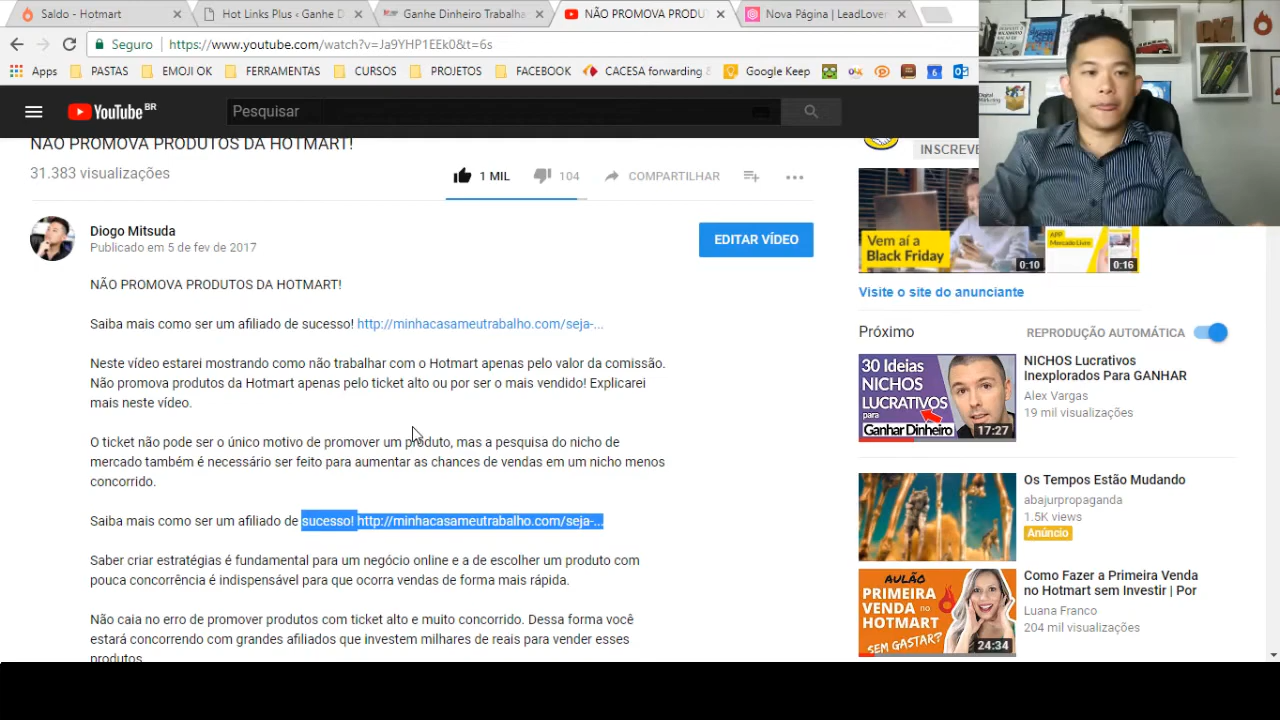 Saldo - Hotmart
Hot Links Plus ‹ Ganhe D
Ganhe Dinheiro Trabalha
NÃO PROMOVA PRODU
Nova Página | LeadLover
Seguro
https://www.youtube.com/watch?v=Ja9YHP1EEk0&t=6s
Apps
PASTAS
EMOJI OK
FERRAMENTAS
CURSOS
PROJETOS
FACEBOOK
CACESA forwarding &
Google Keep
YouTube BR
Pesquisar
NÃO PROMOVA PRODUTOS DA HOTMART!
31.383 visualizações
1 MIL
104
COMPARTILHAR
INSCREVE
Diogo Mitsuda
Publicado em 5 de fev de 2017
EDITAR VÍDEO
NÃO PROMOVA PRODUTOS DA HOTMART!
Saiba mais como ser um afiliado de sucesso! http://minhacasameutrabalho.com/seja-...
Neste vídeo estarei mostrando como não trabalhar com o Hotmart apenas pelo valor da comissão.
Não promova produtos da Hotmart apenas pelo ticket alto ou por ser o mais vendido! Explicarei
mais neste vídeo.
O ticket não pode ser o único motivo de promover um produto, mas a pesquisa do nicho de
mercado também é necessário ser feito para aumentar as chances de vendas em um nicho menos
concorrido.
Saiba mais como ser um afiliado de sucesso! http://minhacasameutrabalho.com/seja-...
Saber criar estratégias é fundamental para um negócio online e a de escolher um produto com
pouca concorrência é indispensável para que ocorra vendas de forma mais rápida.
Não caia no erro de promover produtos com ticket alto e muito concorrido. Dessa forma você
estará concorrendo com grandes afiliados que investem milhares de reais para vender esses
produtos.
Vem aí a
Black Friday
0:10
APP
Mercado Livre
0:16
Visite o site do anunciante
Próximo
REPRODUÇÃO AUTOMÁTICA
30 Ideias
NICHOS
LUCRATIVOS
para
Ganhar Dinheiro
17:27
NICHOS Lucrativos
Inexplorados Para GANHAR
Alex Vargas
19 mil visualizações
Os Tempos Estão Mudando
abajurpropaganda
1.5K views
Anúncio
AULÃO
PRIMEIRA
VENDA no
HOTMART
SEM GASTAR?
24:34
Como Fazer a Primeira Venda
no Hotmart sem Investir | Por
Luana Franco
204 mil visualizações